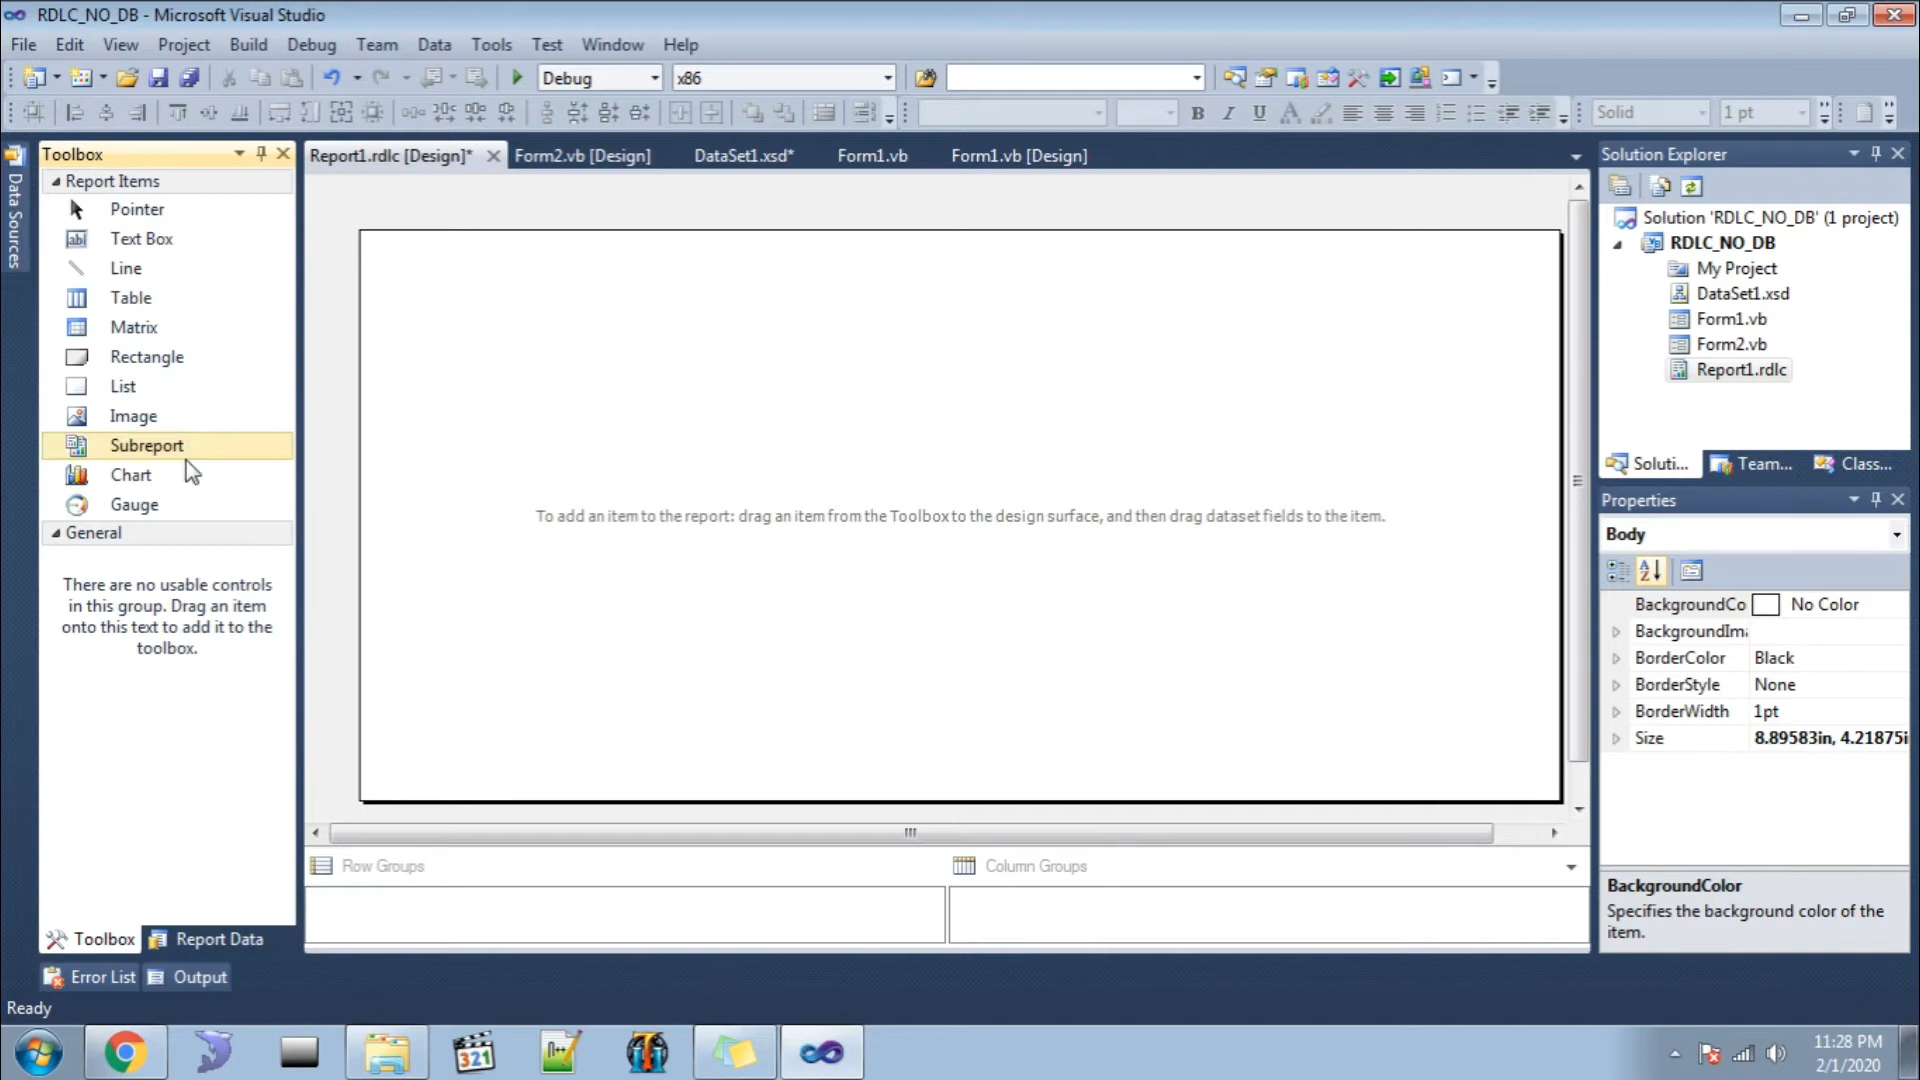 RDLC_NO_DB - Microsoft Visual Studio
File Edit View Project Build Debug Team Data Tools Test Window Help
Debug x86
Solid 1 pt
Data Sources
Toolbox
Report Items
Pointer
Text Box
Line
Table
Matrix
Rectangle
List
Image
Subreport
Chart
Gauge
General
There are no usable controls
in this group. Drag an item
onto this text to add it to the
toolbox.
Toolbox Report Data
Report1.rdlc [Design]* Form2.vb [Design] DataSet1.xsd* Form1.vb Form1.vb [Design]
To add an item to the report: drag an item from the Toolbox to the design surface, and then drag dataset fields to the item.
Row Groups Column Groups
Solution Explorer
Solution 'RDLC_NO_DB' (1 project)
RDLC_NO_DB
My Project
DataSet1.xsd
Form1.vb
Form2.vb
Report1.rdlc
Soluti... Team... Class...
Properties
Body
BackgroundCo No Color
BackgroundIma
BorderColor Black
BorderStyle None
BorderWidth 1pt
Size 8.89583in, 4.21875i
BackgroundColor
Specifies the background color of the
item.
Error List Output
Ready
321
11:28 PM
2/1/2020